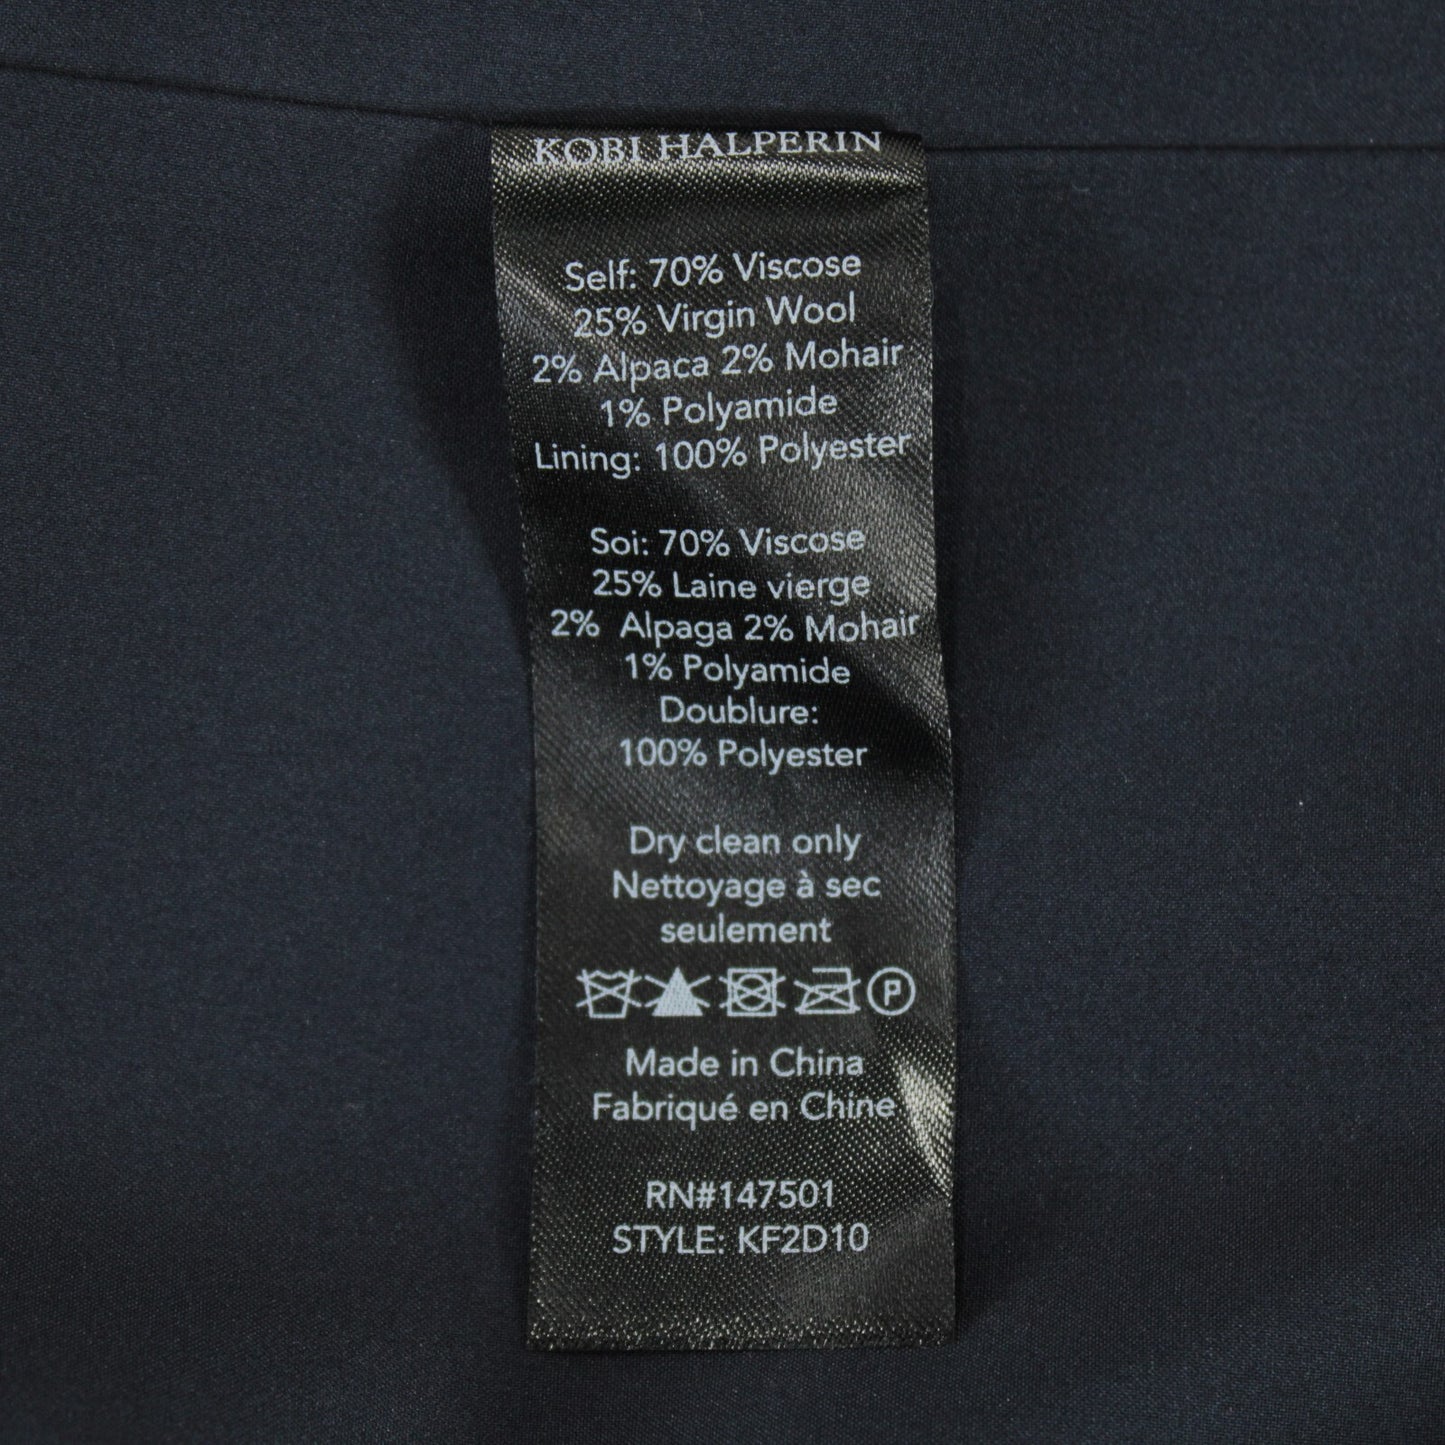 KOBI HALPERIN
Self: 70% Viscose
25% Virgin Wool
2% Alpaca 2% Mohair
1% Polyamide
Lining: 100% Polyester
Soi: 70% Viscose
25% Laine vierge
2% Alpaga 2% Mohair
1% Polyamide
Doublure:
100% Polyester
Dry clean only
Nettoyage à sec
seulement
P
Made in China
Fabriqué en Chine
RN#147501
STYLE: KF2D10